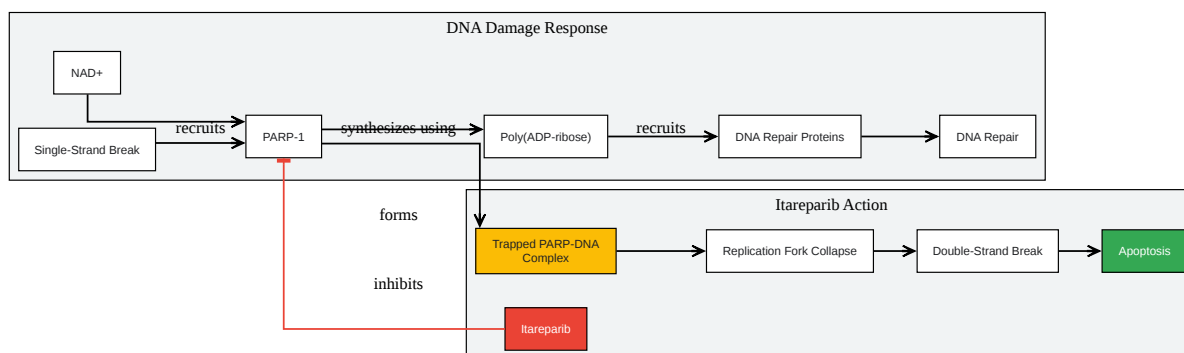 DNA Damage Response
NAD+
recruits
PARP-1
synthesizes using
Poly(ADP-ribose)
recruits
DNA Repair Proteins
DNA Repair
Single-Strand Break
Itareparib Action
forms
Trapped PARP-DNA
Complex
Replication Fork Collapse
Double-Strand Break
Apoptosis
inhibits
Itareparib